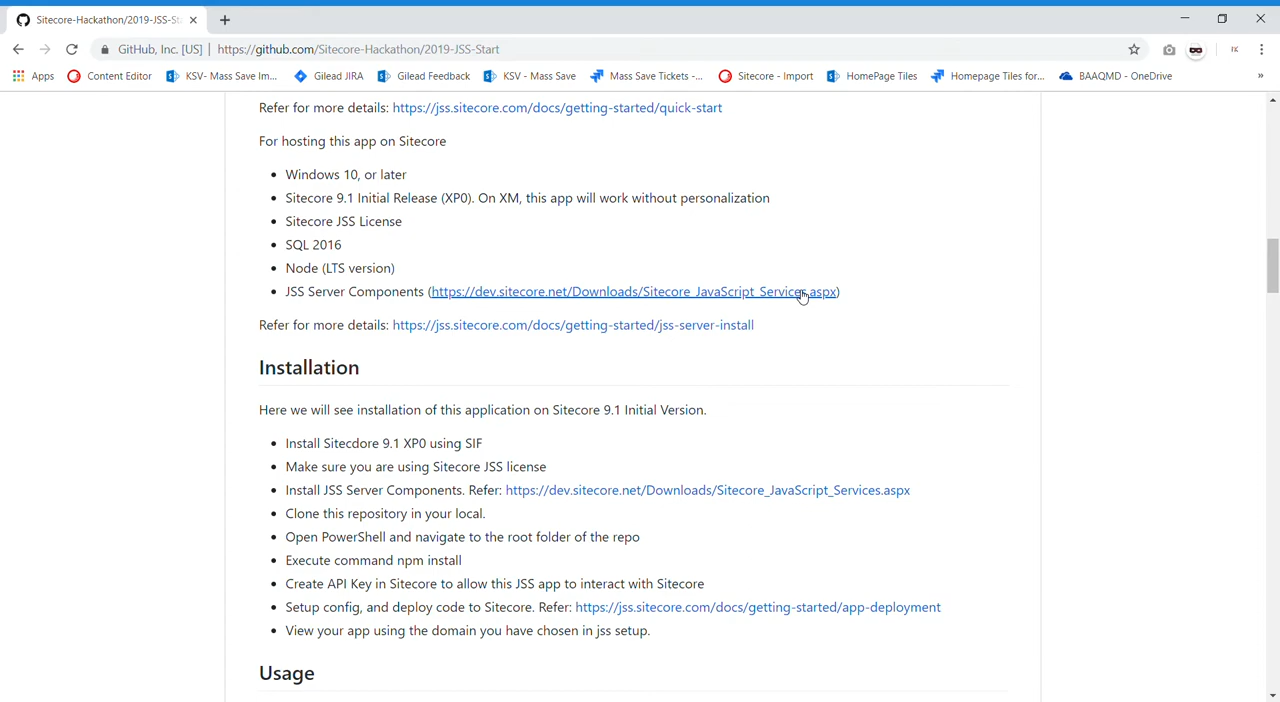 Sitecore-Hackathon/2019-JSS-St
GitHub, Inc. [US] | https://github.com/Sitecore-Hackathon/2019-JSS-Start
Apps Content Editor KSV- Mass Save Im... Gilead JIRA Gilead Feedback KSV - Mass Save Mass Save Tickets -... Sitecore - Import HomePage Tiles Homepage Tiles for... BAAQMD - OneDrive »
Refer for more details: https://jss.sitecore.com/docs/getting-started/quick-start
For hosting this app on Sitecore
• Windows 10, or later
• Sitecore 9.1 Initial Release (XP0). On XM, this app will work without personalization
• Sitecore JSS License
• SQL 2016
• Node (LTS version)
• JSS Server Components (https://dev.sitecore.net/Downloads/Sitecore_JavaScript_Services.aspx)
Refer for more details: https://jss.sitecore.com/docs/getting-started/jss-server-install
Installation
Here we will see installation of this application on Sitecore 9.1 Initial Version.
• Install Sitecdore 9.1 XP0 using SIF
• Make sure you are using Sitecore JSS license
• Install JSS Server Components. Refer: https://dev.sitecore.net/Downloads/Sitecore_JavaScript_Services.aspx
• Clone this repository in your local.
• Open PowerShell and navigate to the root folder of the repo
• Execute command npm install
• Create API Key in Sitecore to allow this JSS app to interact with Sitecore
• Setup config, and deploy code to Sitecore. Refer: https://jss.sitecore.com/docs/getting-started/app-deployment
• View your app using the domain you have chosen in jss setup.
Usage